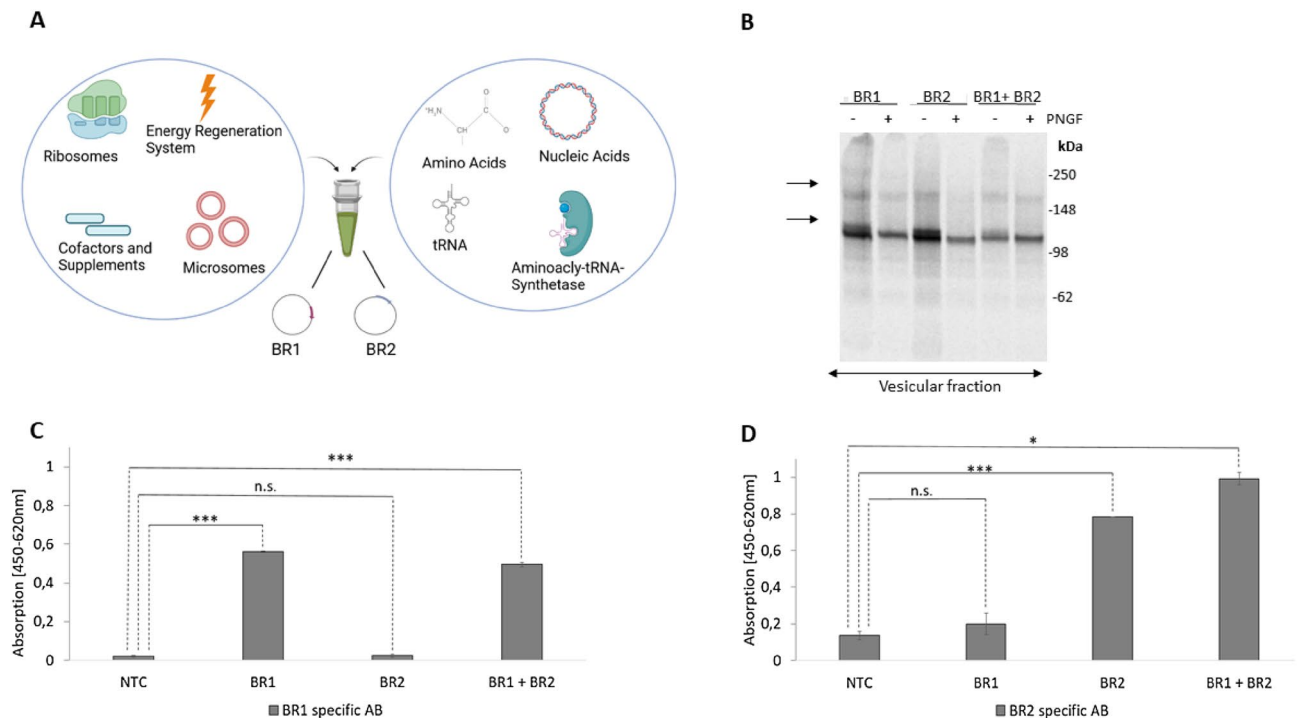 A
Ribosomes
Energy Regeneration
System
Cofactors and
Supplements
Microsomes
H₂N
CH
C
O
O
Amino Acids
Nucleic Acids
tRNA
Aminoacly-tRNA-
Synthetase
BR1
BR2
B
BR1 BR2 BR1+ BR2
- + - + - + PNGF
kDa
-250
-148
-98
-62
Vesicular fraction
C
Absorption [450-620nm]
1
0,8
0,6
0,4
0,2
0
***
n.s.
***
NTC BR1 BR2 BR1 + BR2
BR1 specific AB
D
Absorption [450-620nm]
1
0,8
0,6
0,4
0,2
0
*
***
n.s.
NTC BR1 BR2 BR1 + BR2
BR2 specific AB